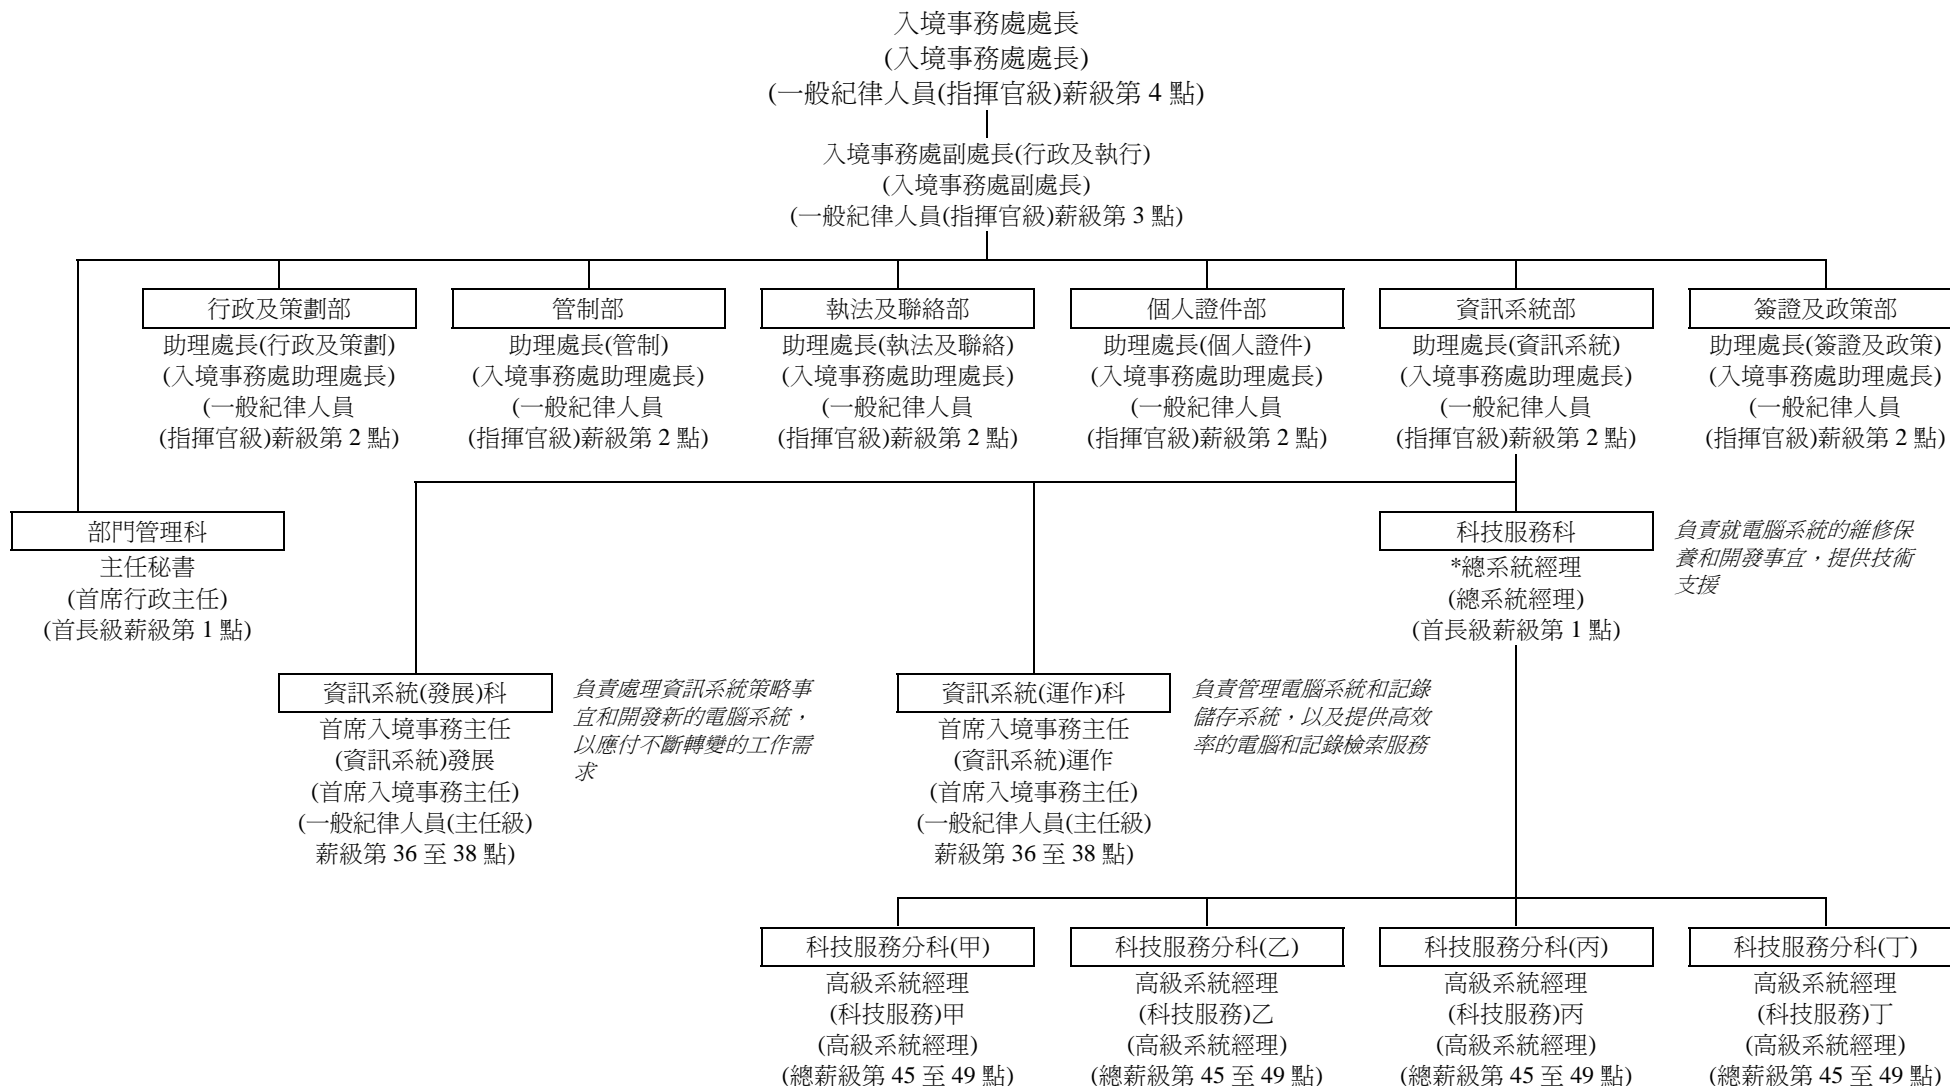 入境事務處處長
(入境事務處處長)
(一般紀律人員(指揮官級)薪級第 4 點)
入境事務處副處長(行政及執行)
(入境事務處副處長)
(一般紀律人員(指揮官級)薪級第 3 點)
行政及策劃部
助理處長(行政及策劃)
(入境事務處助理處長)
(一般紀律人員
(指揮官級)薪級第 2 點)
管制部
助理處長(管制)
(入境事務處助理處長)
(一般紀律人員
(指揮官級)薪級第 2 點)
執法及聯絡部
助理處長(執法及聯絡)
(入境事務處助理處長)
(一般紀律人員
(指揮官級)薪級第 2 點)
個人證件部
助理處長(個人證件)
(入境事務處助理處長)
(一般紀律人員
(指揮官級)薪級第 2 點)
資訊系統部
助理處長(資訊系統)
(入境事務處助理處長)
(一般紀律人員
(指揮官級)薪級第 2 點)
簽證及政策部
助理處長(簽證及政策)
(入境事務處助理處長)
(一般紀律人員
(指揮官級)薪級第 2 點)
部門管理科
主任秘書
(首席行政主任)
(首長級薪級第 1 點)
科技服務科
*總系統經理
(總系統經理)
(首長級薪級第 1 點)
負責就電腦系統的維修保
養和開發事宜，提供技術
支援
資訊系統(發展)科
首席入境事務主任
(資訊系統)發展
(首席入境事務主任)
(一般紀律人員(主任級)
薪級第 36 至 38 點)
負責處理資訊系統策略事
宜和開發新的電腦系統，
以應付不斷轉變的工作需
求
資訊系統(運作)科
首席入境事務主任
(資訊系統)運作
(首席入境事務主任)
(一般紀律人員(主任級)
薪級第 36 至 38 點)
負責管理電腦系統和記錄
儲存系統，以及提供高效
率的電腦和記錄檢索服務
科技服務分科(甲)
高級系統經理
(科技服務)甲
(高級系統經理)
(總薪級第 45 至 49 點)
科技服務分科(乙)
高級系統經理
(科技服務)乙
(高級系統經理)
(總薪級第 45 至 49 點)
科技服務分科(丙)
高級系統經理
(科技服務)丙
(高級系統經理)
(總薪級第 45 至 49 點)
科技服務分科(丁)
高級系統經理
(科技服務)丁
(高級系統經理)
(總薪級第 45 至 49 點)